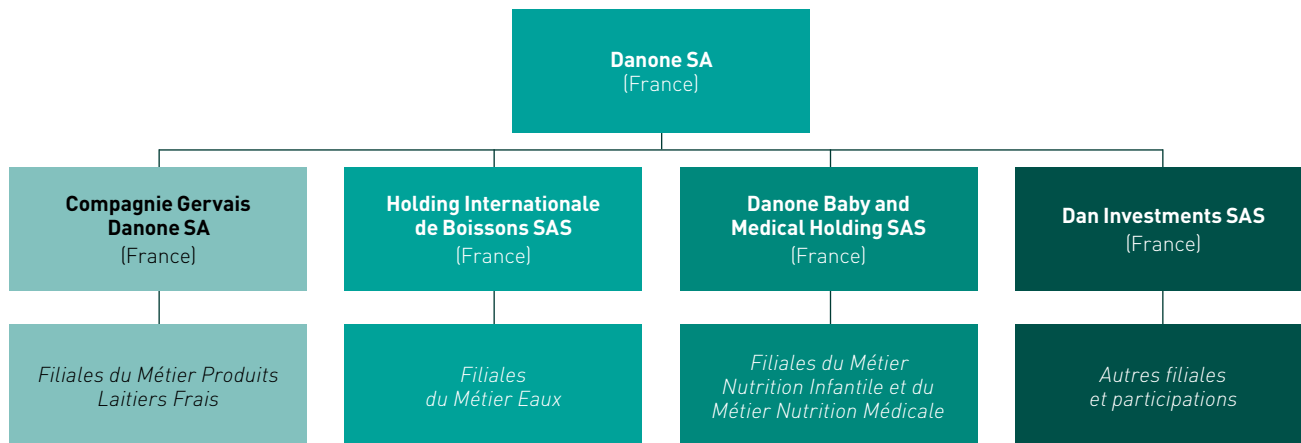 Danone SA
(France)
Compagnie Gervais
Danone SA
(France)
Holding Internationale
de Boissons SAS
(France)
Danone Baby and
Medical Holding SAS
(France)
Dan Investments SAS
(France)
Filiales du Métier Produits
Laitiers Frais
Filiales
du Métier Eaux
Filiales du Métier
Nutrition Infantile et du
Métier Nutrition Médicale
Autres filiales
et participations